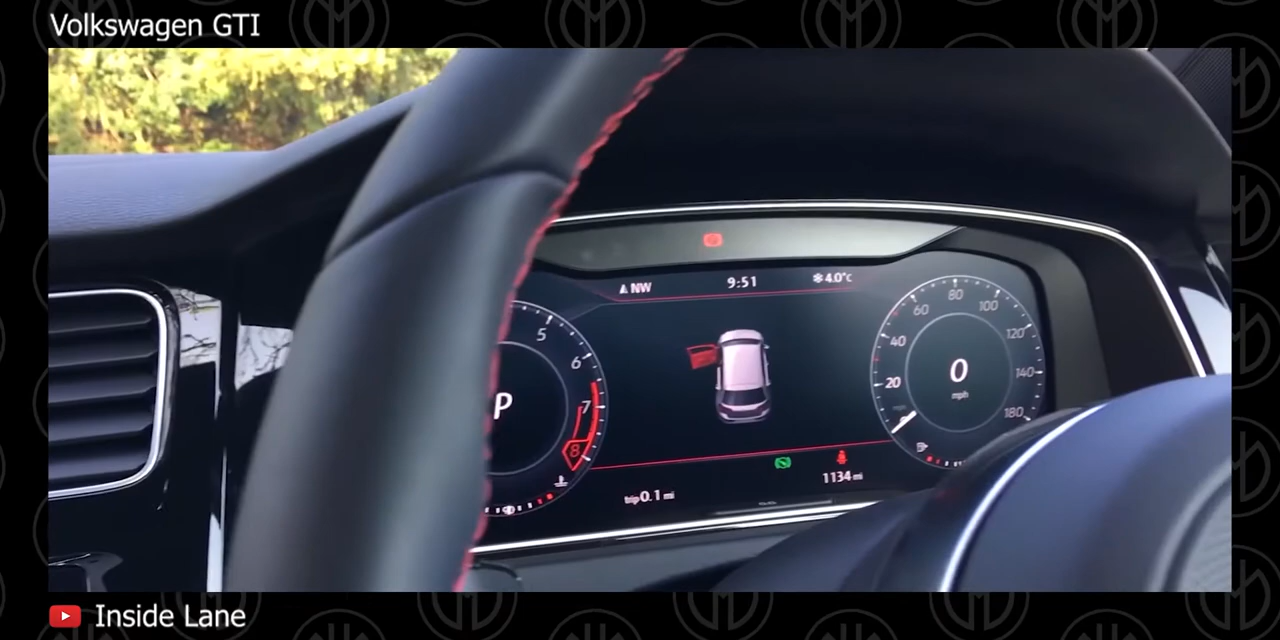 Volkswagen GTI
NW
9:51
4.0°c
5
6
7
8
P
20
40
60
80
100
120
140
180
0
mph
trip 0.1 mi
1134 mi
Inside Lane